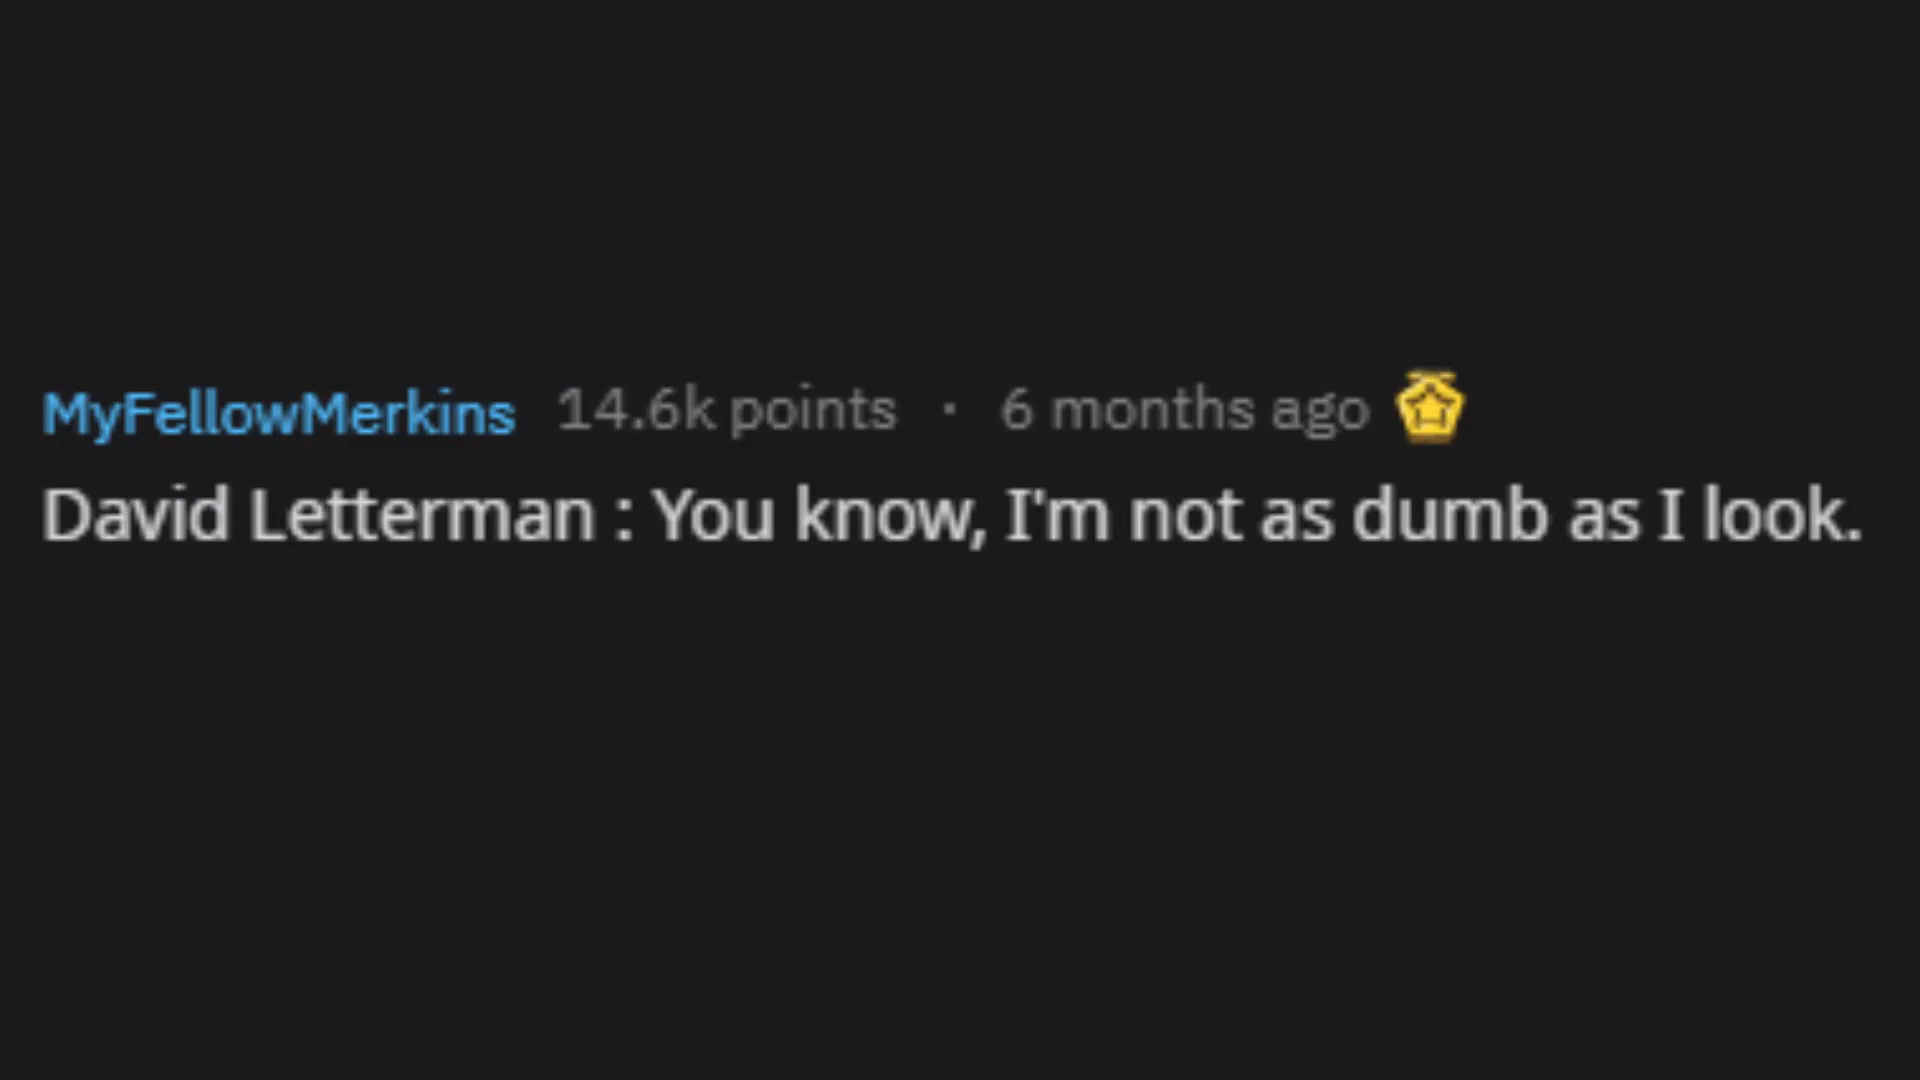 MyFellowMerkins 14.6k points · 6 months ago
David Letterman : You know, I'm not as dumb as I look.